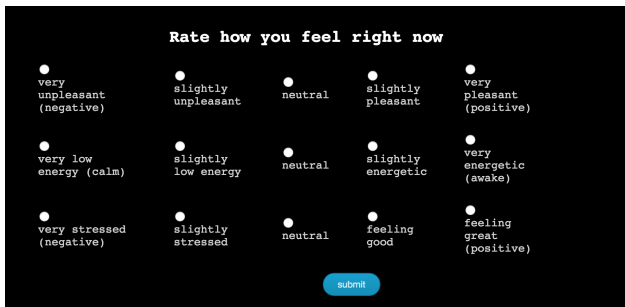 Rate how you feel right now
very
unpleasant
(negative)
slightly
unpleasant
neutral
slightly
pleasant
very
pleasant
(positive)
very low
energy (calm)
slightly
low energy
neutral
slightly
energetic
very
energetic
(awake)
very stressed
(negative)
slightly
stressed
neutral
feeling
good
feeling
great
(positive)
submit